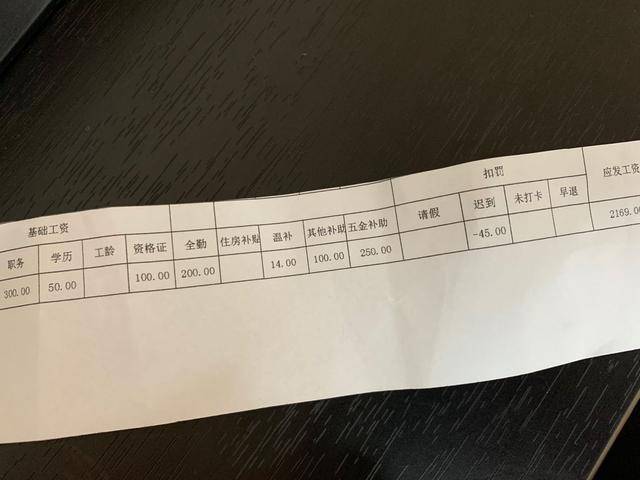 基础工资 扣罚 应发工资
职务 学历 工龄 资格证 全勤 住房补贴 温补 其他补助 五金补助 请假 迟到 未打卡 早退
300.00 50.00 100.00 200.00 14.00 100.00 250.00 -45.00 2169.00